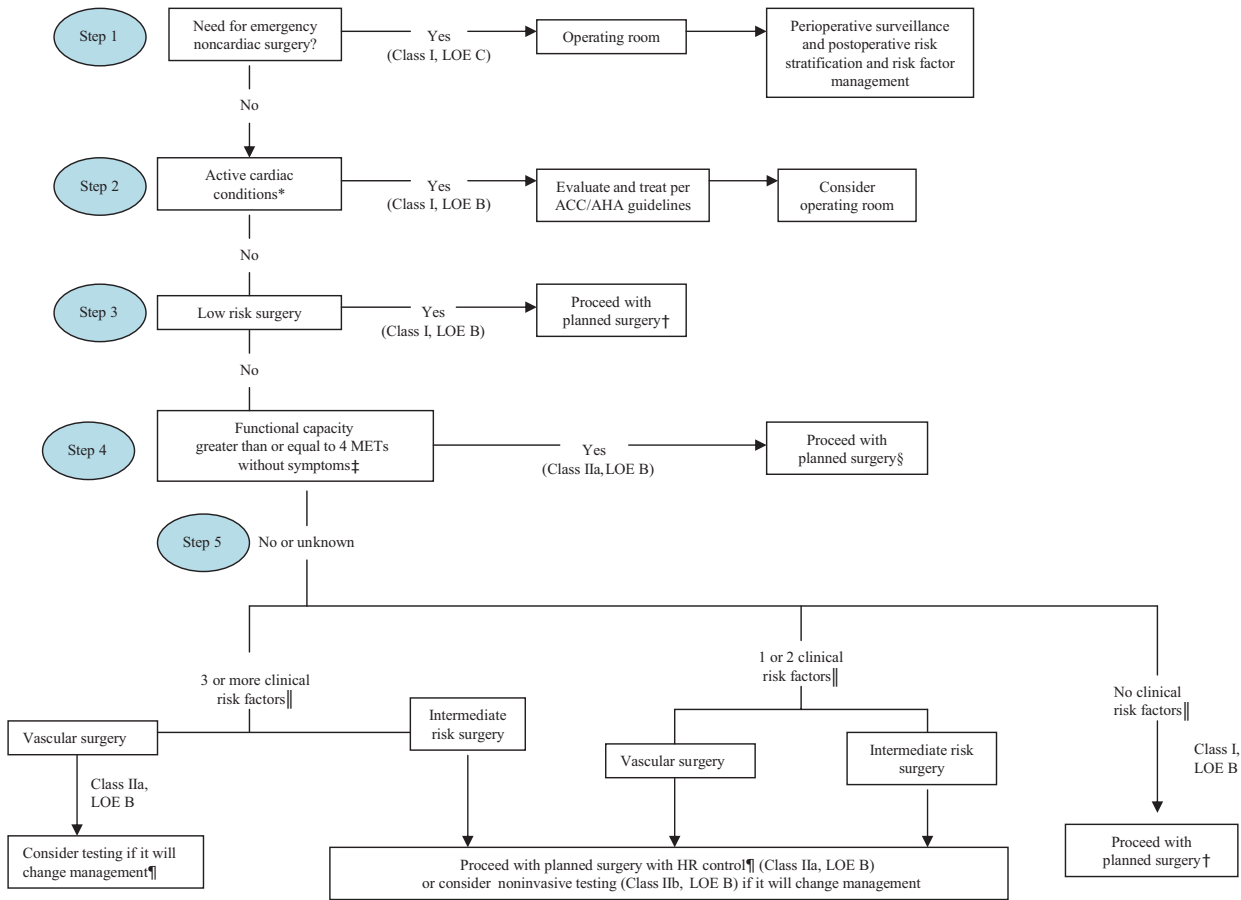 Step 1
Need for emergency
noncardiac surgery?
Yes
(Class I, LOE C)
Operating room
Perioperative surveillance
and postoperative risk
stratification and risk factor
management
No
Step 2
Active cardiac
conditions*
Yes
(Class I, LOE B)
Evaluate and treat per
ACC/AHA guidelines
Consider
operating room
No
Step 3
Low risk surgery
Yes
(Class I, LOE B)
Proceed with
planned surgery†
No
Step 4
Functional capacity
greater than or equal to 4 METs
without symptoms‡
Yes
(Class IIa, LOE B)
Proceed with
planned surgery§
Step 5
No or unknown
3 or more clinical
risk factors‖
1 or 2 clinical
risk factors‖
No clinical
risk factors‖
Vascular surgery
Intermediate
risk surgery
Vascular surgery
Intermediate risk
surgery
Class I,
LOE B
Class IIa,
LOE B
Consider testing if it will
change management¶
Proceed with planned surgery with HR control¶ (Class IIa, LOE B)
or consider noninvasive testing (Class IIb, LOE B) if it will change management
Proceed with
planned surgery†